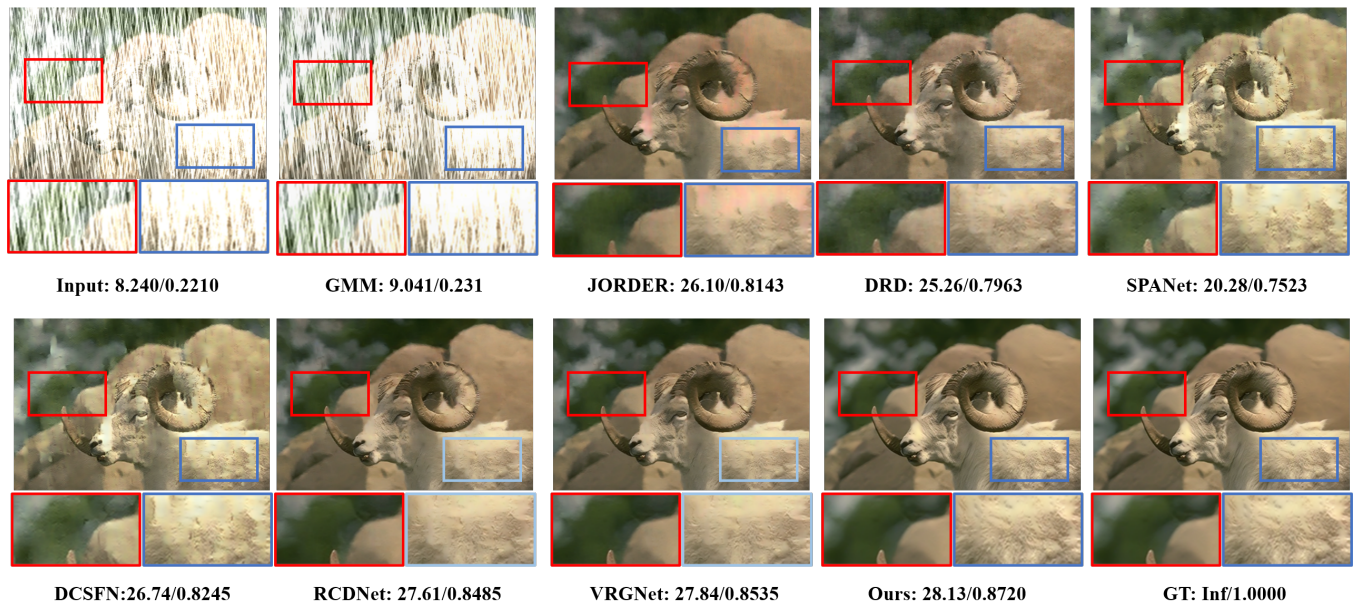 Input: 8.240/0.2210
GMM: 9.041/0.231
JORDER: 26.10/0.8143
DRD: 25.26/0.7963
SPANet: 20.28/0.7523
DCSFN:26.74/0.8245
RCDNet: 27.61/0.8485
VRGNet: 27.84/0.8535
Ours: 28.13/0.8720
GT: Inf/1.0000